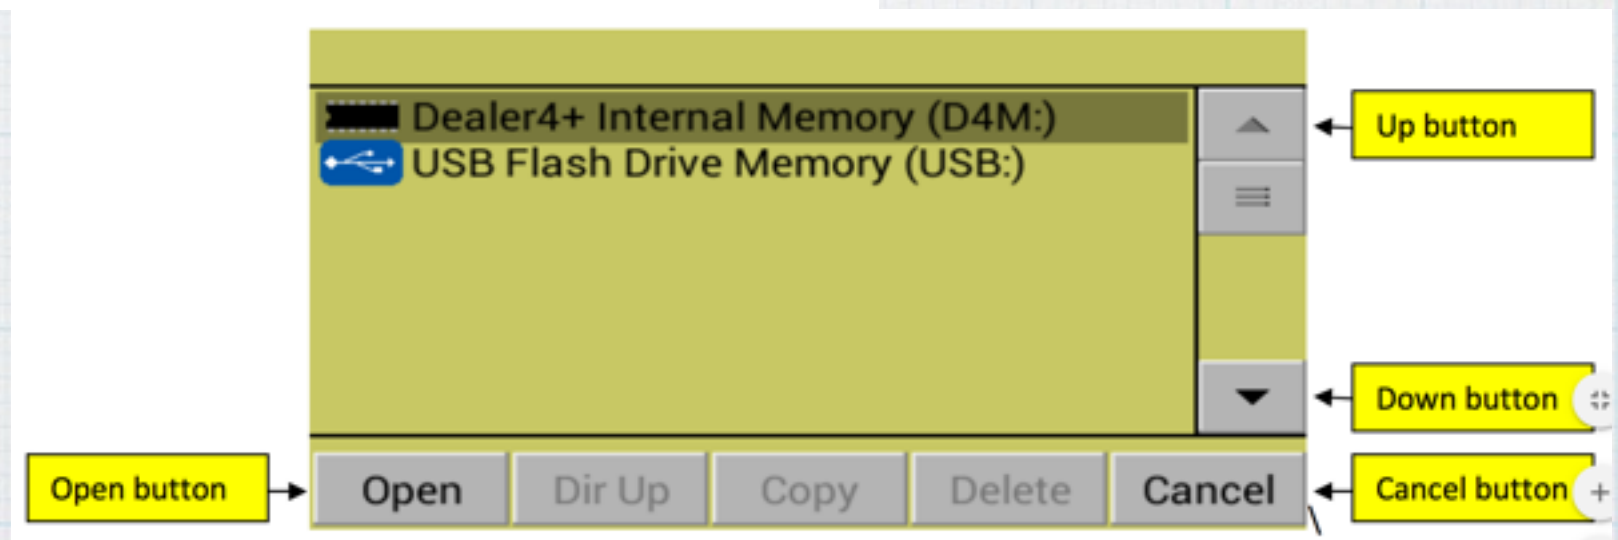 Dealer4+ Internal Memory (D4M:)
USB Flash Drive Memory (USB:)
Up button
Down button
Open button
Open
Dir Up
Copy
Delete
Cancel
Cancel button